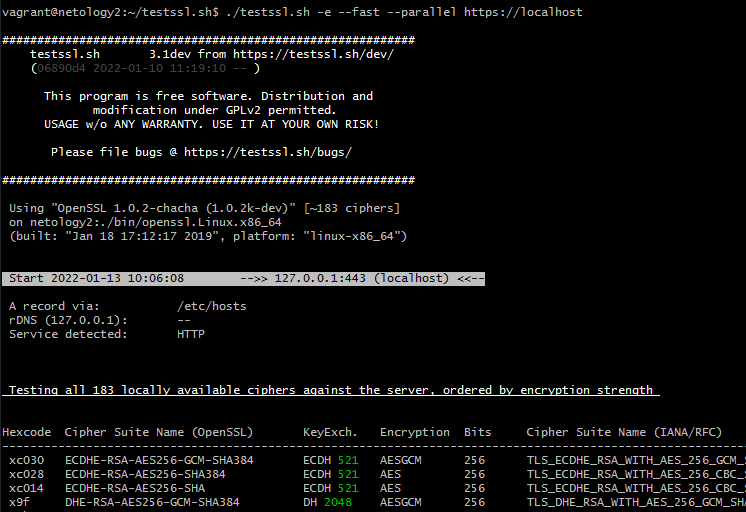 vagrant@netology2:~/testssl.sh$ ./testssl.sh -e --fast --parallel https://localhost
###########################################################
testssl.sh 3.1dev from https://testssl.sh/dev/
(06890d4 2022-01-10 11:19:10 -- )
This program is free software. Distribution and
modification under GPLv2 permitted.
USAGE w/o ANY WARRANTY. USE IT AT YOUR OWN RISK!
Please file bugs @ https://testssl.sh/bugs/
###########################################################
Using "OpenSSL 1.0.2-chacha (1.0.2k-dev)" [~183 ciphers]
on netology2:./bin/openssl.Linux.x86_64
(built: "Jan 18 17:12:17 2019", platform: "linux-x86_64")
Start 2022-01-13 10:06:08 -->> 127.0.0.1:443 (localhost) <<--
A record via: /etc/hosts
rDNS (127.0.0.1): --
Service detected: HTTP
Testing all 183 locally available ciphers against the server, ordered by encryption strength
Hexcode Cipher Suite Name (OpenSSL) KeyExch. Encryption Bits Cipher Suite Name (IANA/RFC)
xc030 ECDHE-RSA-AES256-GCM-SHA384 ECDH 521 AESGCM 256 TLS_ECDHE_RSA_WITH_AES_256_GCM_S
xc028 ECDHE-RSA-AES256-SHA384 ECDH 521 AES 256 TLS_ECDHE_RSA_WITH_AES_256_CBC_S
xc014 ECDHE-RSA-AES256-SHA ECDH 521 AES 256 TLS_ECDHE_RSA_WITH_AES_256_CBC_S
x9f DHE-RSA-AES256-GCM-SHA384 DH 2048 AESGCM 256 TLS_DHE_RSA_WITH_AES_256_GCM_SHA